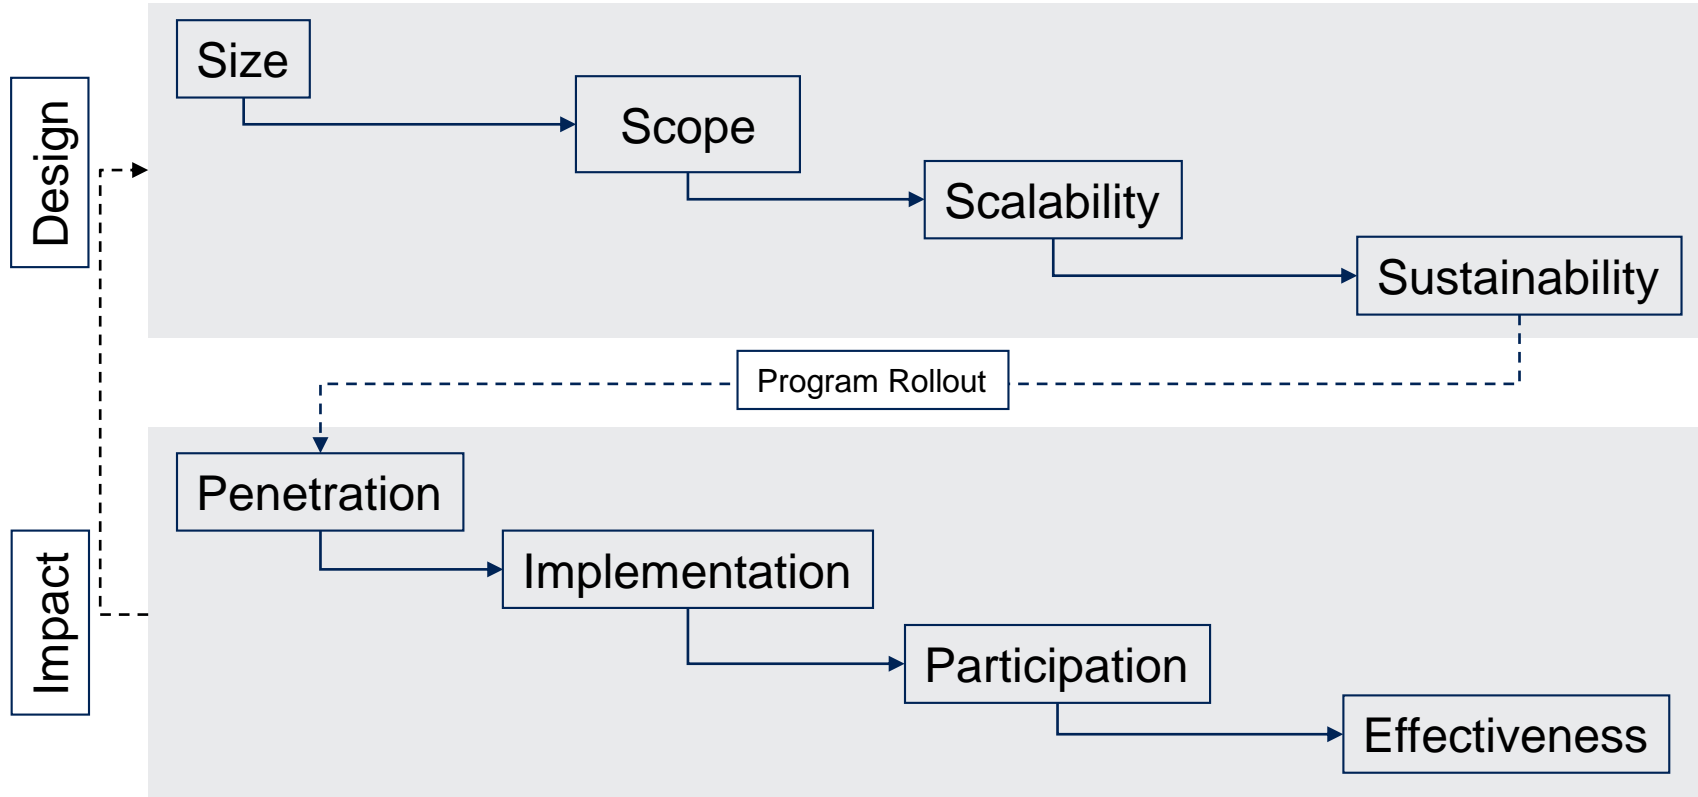 Design
Size
Scope
Scalability
Sustainability
Program Rollout
Impact
Penetration
Implementation
Participation
Effectiveness